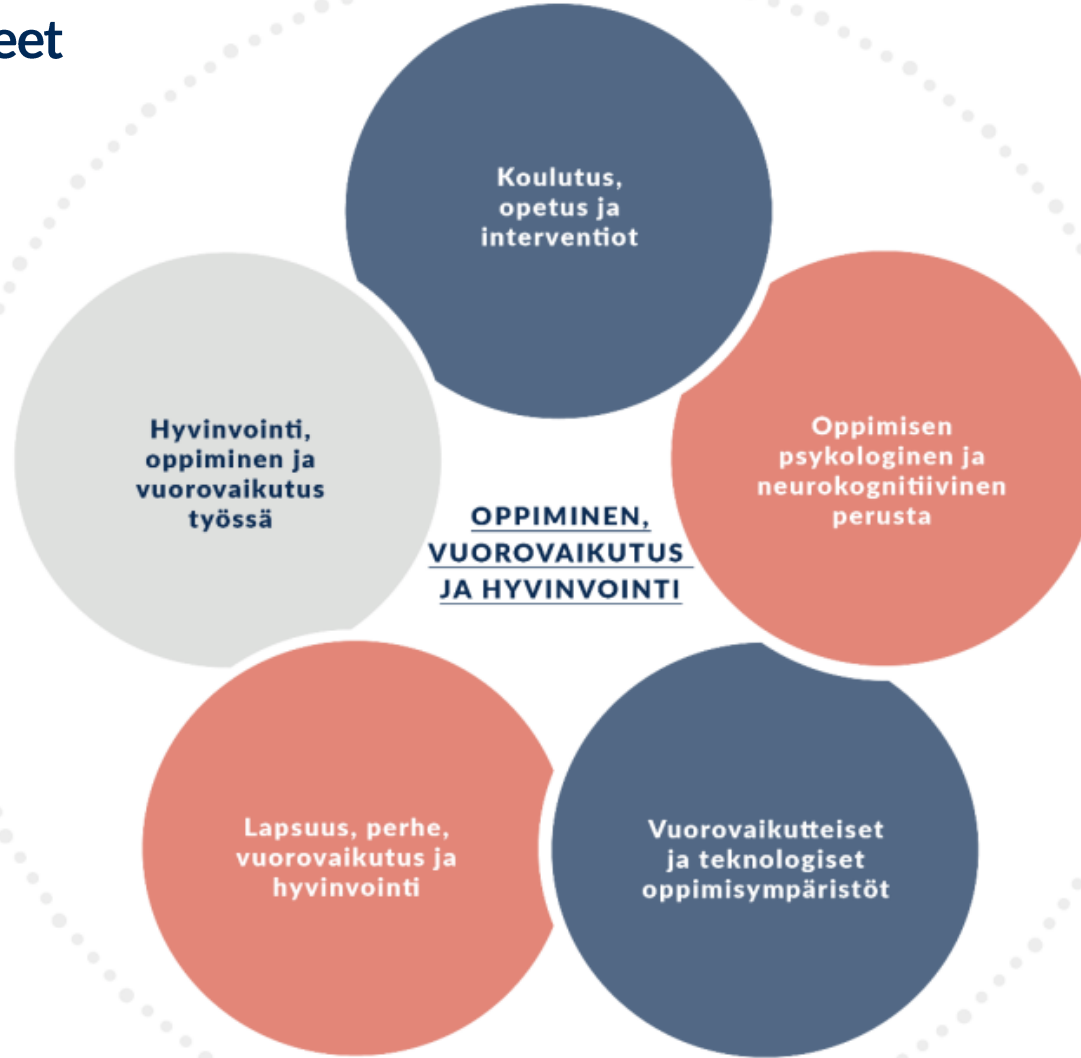 eet
Koulutus,
opetus ja
interventiot
Hyvinvointi,
oppiminen ja
vuorovaikutus
työssä
Oppimisen
psykologinen ja
neurokognitiivinen
perusta
OPPIMINEN,
VUOROVAIKUTUS
JA HYVINVOINTI
Lapsuus, perhe,
vuorovaikutus ja
hyvinvointi
Vuorovaikutteiset
ja teknologiset
oppimisympäristöt